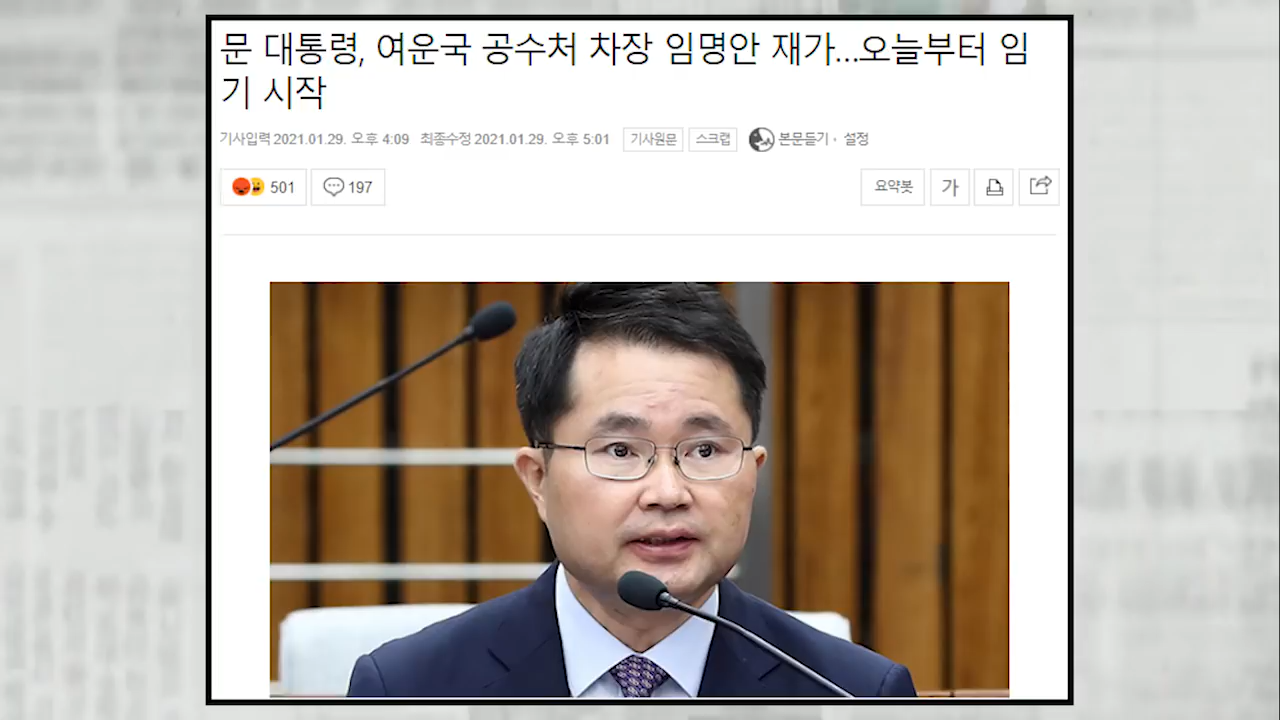 문 대통령, 여운국 공수처 차장 임명안 재가...오늘부터 임
기 시작
기사입력 2021.01.29. 오후 4:09 최종수정 2021.01.29. 오후 5:01 기사원문 스크랩 본문듣기 · 설정
501 197 요약봇 가